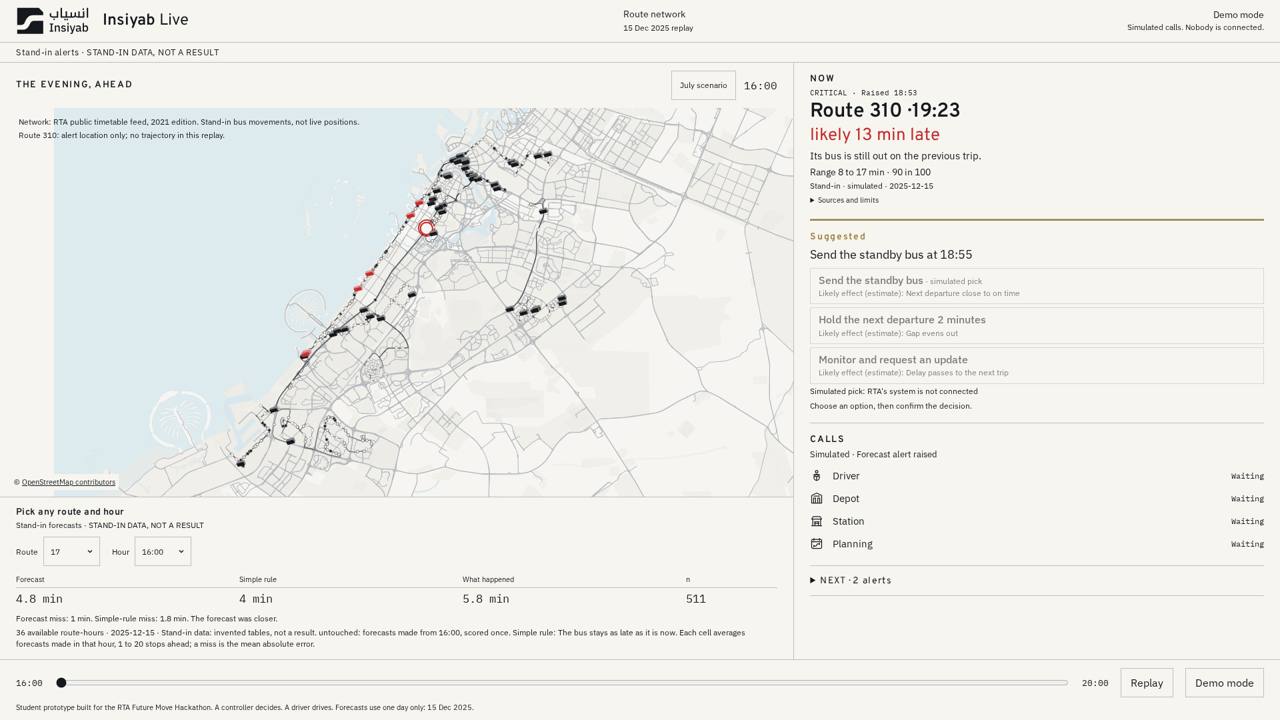 انسياب
Insiyab
Insiyab Live
Route network
15 Dec 2025 replay
Demo mode
Simulated calls. Nobody is connected.
Stand-in alerts · STAND-IN DATA, NOT A RESULT
THE EVENING, AHEAD
July scenario
16:00
Network: RTA public timetable feed, 2021 edition. Stand-in bus movements, not live positions.
Route 310: alert location only; no trajectory in this replay.
© OpenStreetMap contributors
Pick any route and hour
Stand-in forecasts · STAND-IN DATA, NOT A RESULT
Route 17 Hour 16:00
Forecast Simple rule What happened n
4.8 min 4 min 5.8 min 511
Forecast miss: 1 min. Simple-rule miss: 1.8 min. The forecast was closer.
36 available route-hours · 2025-12-15 · Stand-in data: invented tables, not a result. untouched: forecasts made from 16:00, scored once. Simple rule: The bus stays as late as it is now. Each cell averages
forecasts made in that hour, 1 to 20 stops ahead; a miss is the mean absolute error.
NOW
CRITICAL · Raised 18:53
Route 310 ·19:23
likely 13 min late
Its bus is still out on the previous trip.
Range 8 to 17 min · 90 in 100
Stand-in · simulated · 2025-12-15
Sources and limits
Suggested
Send the standby bus at 18:55
Send the standby bus · simulated pick
Likely effect (estimate): Next departure close to on time
Hold the next departure 2 minutes
Likely effect (estimate): Gap evens out
Monitor and request an update
Likely effect (estimate): Delay passes to the next trip
Simulated pick: RTA's system is not connected
Choose an option, then confirm the decision.
CALLS
Simulated · Forecast alert raised
Driver Waiting
Depot Waiting
Station Waiting
Planning Waiting
NEXT · 2 alerts
16:00
20:00
Replay
Demo mode
Student prototype built for the RTA Future Move Hackathon. A controller decides. A driver drives. Forecasts use one day only: 15 Dec 2025.